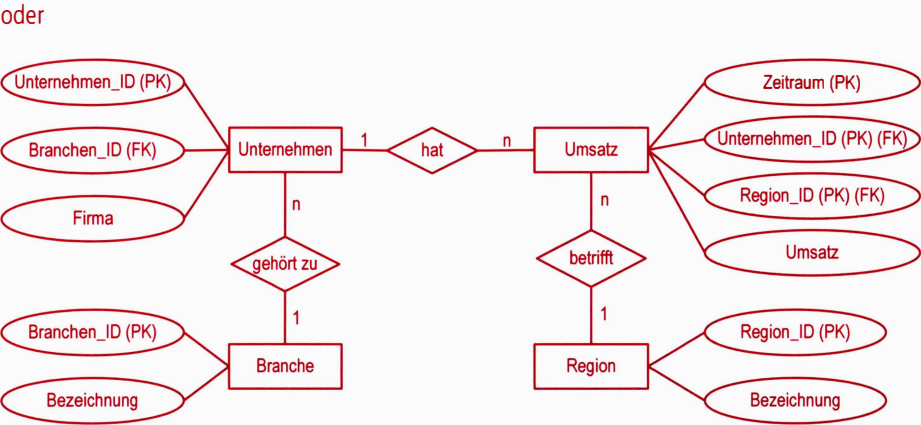 oder
Unternehmen_ID (PK)
Zeitraum (PK)
Branchen_ID (FK)
Unternehmen
1
hat
n
Umsatz
Unternehmen_ID (PK) (FK)
Region_ID (PK) (FK)
Firma
n
n
Umsatz
gehört zu
betrifft
1
1
Branchen_ID (PK)
Region_ID (PK)
Branche
Region
Bezeichnung
Bezeichnung